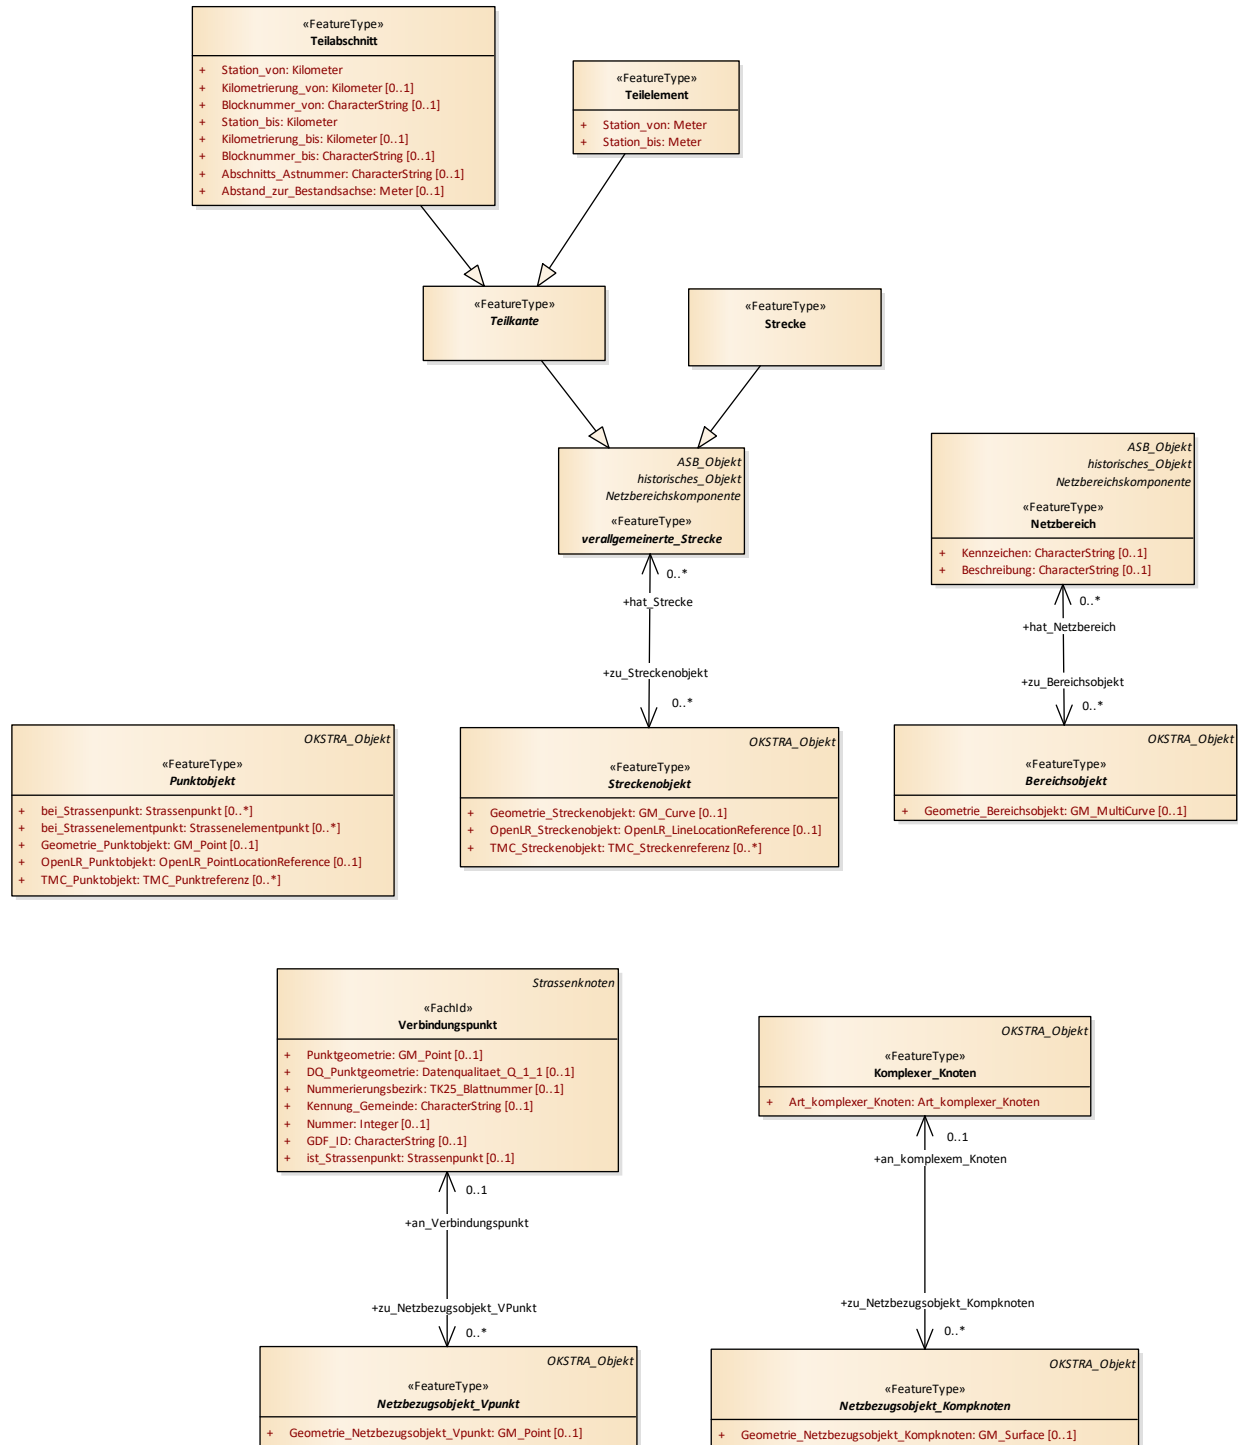 «FeatureType»
Teilabschnitt
+ Station_von: Kilometer
+ Kilometrierung_von: Kilometer [0..1]
+ Blocknummer_von: CharacterString [0..1]
+ Station_bis: Kilometer
+ Kilometrierung_bis: Kilometer [0..1]
+ Blocknummer_bis: CharacterString [0..1]
+ Abschnitts_Astnummer: CharacterString [0..1]
+ Abstand_zur_Bestandsachse: Meter [0..1]
«FeatureType»
Teilelement
+ Station_von: Meter
+ Station_bis: Meter
«FeatureType»
Teilkante
«FeatureType»
Strecke
ASB_Objekt
historisches_Objekt
Netzbereichskomponente
«FeatureType»
verallgemeinerte_Strecke
ASB_Objekt
historisches_Objekt
Netzbereichskomponente
«FeatureType»
Netzbereich
+ Kennzeichen: CharacterString [0..1]
+ Beschreibung: CharacterString [0..1]
0..*
+hat_Strecke
+zu_Streckenobjekt
0..*
0..*
+hat_Netzbereich
+zu_Bereichsobjekt
0..*
OKSTRA_Objekt
«FeatureType»
Punktobjekt
+ bei_Strassenpunkt: Strassenpunkt [0..*]
+ bei_Strassenelementpunkt: Strassenelementpunkt [0..*]
+ Geometrie_Punktobjekt: GM_Point [0..1]
+ OpenLR_Punktobjekt: OpenLR_PointLocationReference [0..1]
+ TMC_Punktobjekt: TMC_Punktreferenz [0..*]
OKSTRA_Objekt
«FeatureType»
Streckenobjekt
+ Geometrie_Streckenobjekt: GM_Curve [0..1]
+ OpenLR_Streckenobjekt: OpenLR_LineLocationReference [0..1]
+ TMC_Streckenobjekt: TMC_Streckenreferenz [0..*]
OKSTRA_Objekt
«FeatureType»
Bereichsobjekt
+ Geometrie_Bereichsobjekt: GM_MultiCurve [0..1]
Strassenknoten
«FachId»
Verbindungspunkt
+ Punktgeometrie: GM_Point [0..1]
+ DQ_Punktgeometrie: Datenqualitaet_Q_1_1 [0..1]
+ Nummerierungsbezirk: TK25_Blattnummer [0..1]
+ Kennung_Gemeinde: CharacterString [0..1]
+ Nummer: Integer [0..1]
+ GDF_ID: CharacterString [0..1]
+ ist_Strassenpunkt: Strassenpunkt [0..1]
OKSTRA_Objekt
«FeatureType»
Komplexer_Knoten
+ Art_komplexer_Knoten: Art_komplexer_Knoten
0..1
+an_Verbindungspunkt
+zu_Netzbezugsobjekt_VPunkt
0..*
0..1
+an_komplexem_Knoten
+zu_Netzbezugsobjekt_Kompknoten
0..*
OKSTRA_Objekt
«FeatureType»
Netzbezugsobjekt_Vpunkt
+ Geometrie_Netzbezugsobjekt_Vpunkt: GM_Point [0..1]
OKSTRA_Objekt
«FeatureType»
Netzbezugsobjekt_Kompknoten
+ Geometrie_Netzbezugsobjekt_Kompknoten: GM_Surface [0..1]